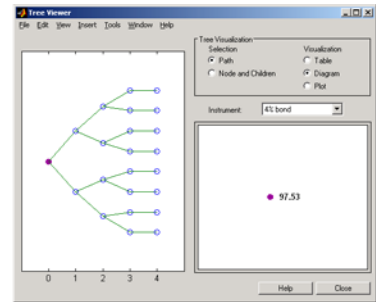 Tree Viewer
File Edit View Insert Tools Window Help
Tree Visualization
Selection Visualization
Path Table
Node and Children Diagram
Plot
Instrument: 4% bond
97.53
0 1 2 3 4
Help Close